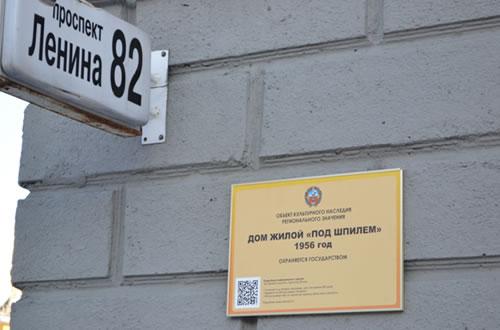 проспект
Ленина 82
ОБЪЕКТ КУЛЬТУРНОГО НАСЛЕДИЯ
РЕГИОНАЛЬНОГО ЗНАЧЕНИЯ
ДОМ ЖИЛОЙ «ПОД ШПИЛЕМ»
1956 год
ОХРАНЯЕТСЯ ГОСУДАРСТВОМ